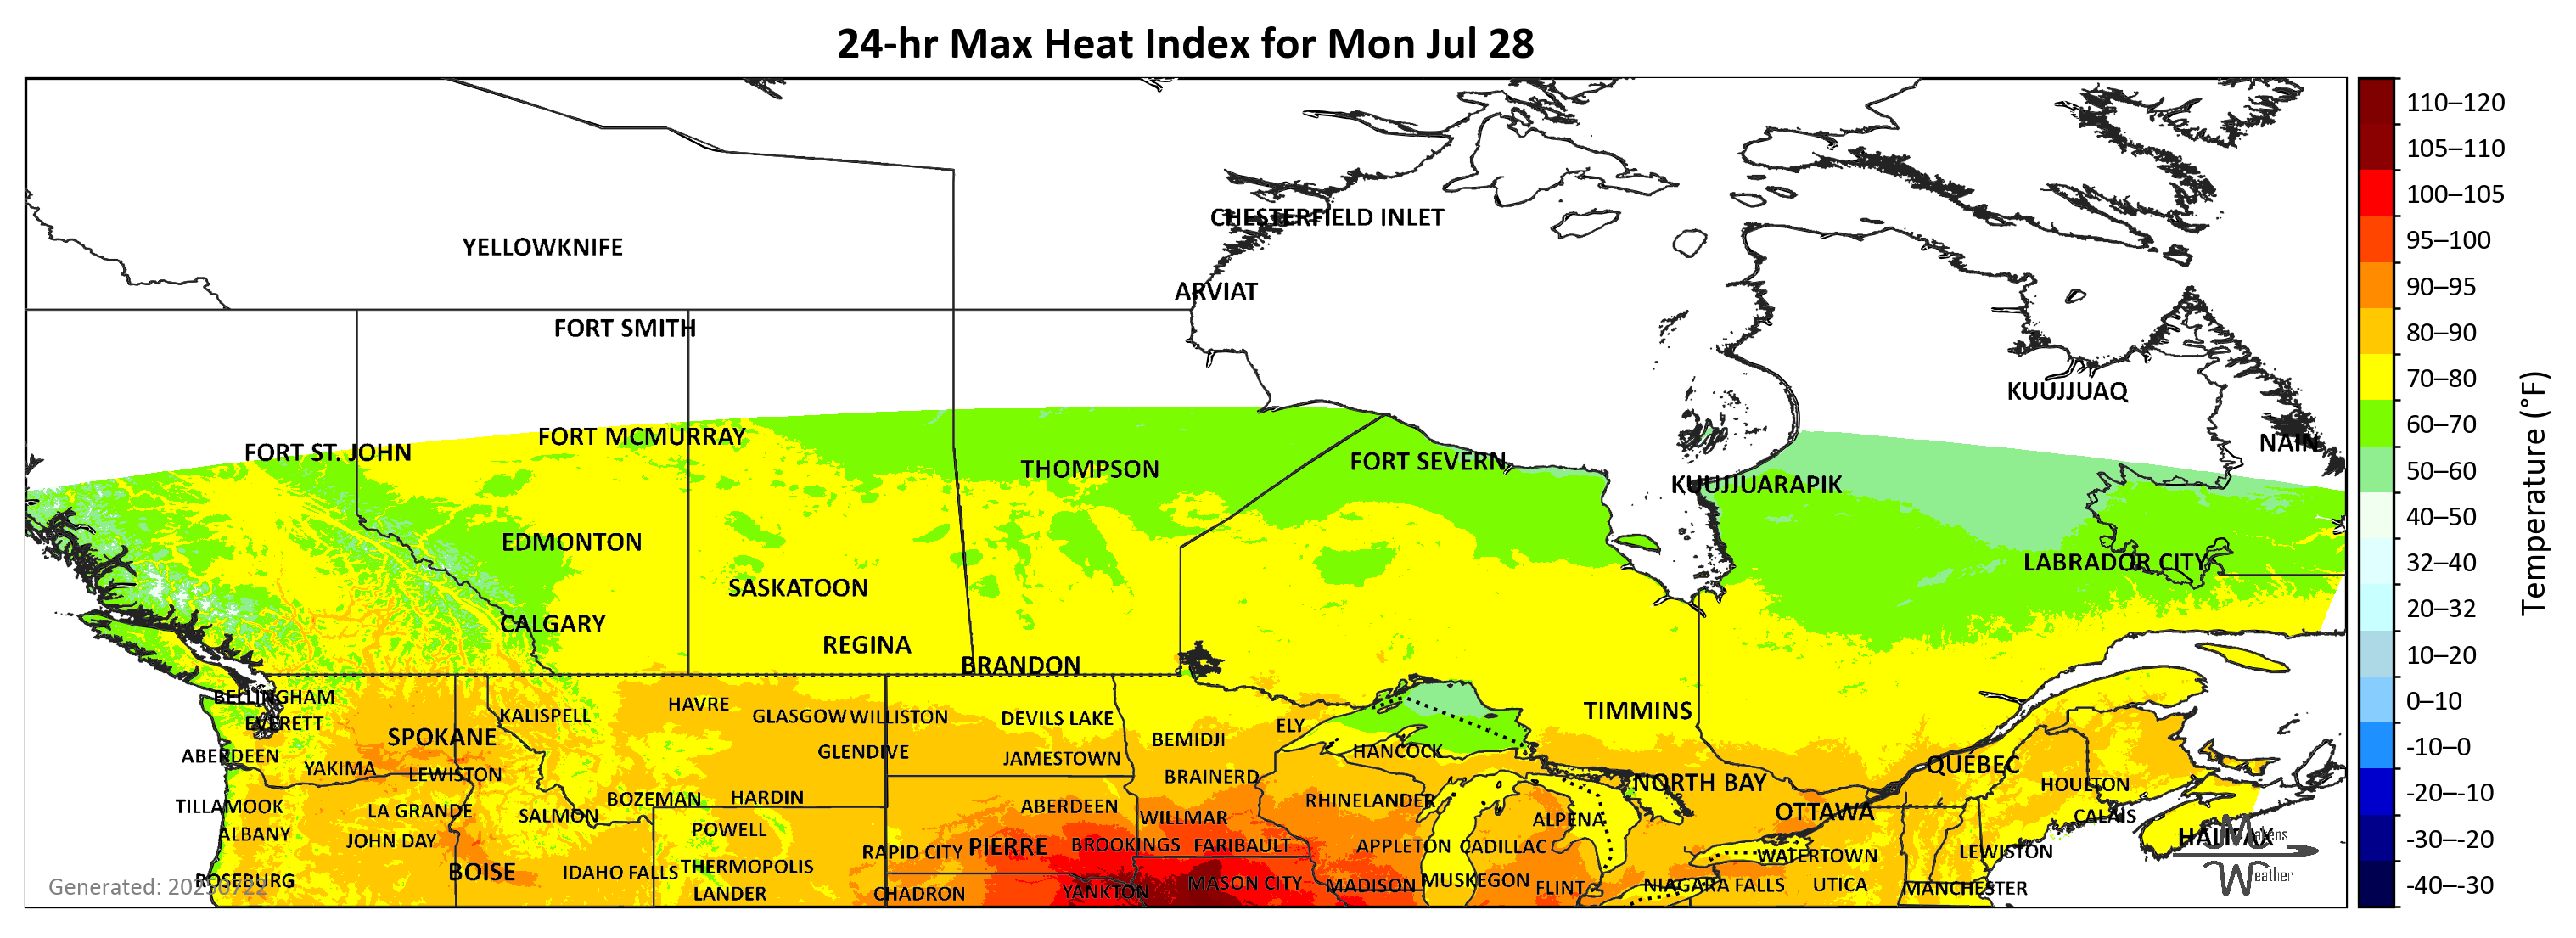 24-hr Max Heat Index for Mon Jul 28
CHESTERFIELD INLET
YELLOWKNIFE
ARVIAT
FORT SMITH
KUUJJUAQ
FORT MCMURRAY
NAIN
FORT ST. JOHN
FORT SEVERN
THOMPSON
KUUJJUARAPIK
EDMONTON
LABRADOR CITY
SASKATOON
CALGARY
REGINA
BRANDON
BELLINGHAM
HAVRE
TIMMINS
KALISPELL
GLASGOW
WILLISTON
DEVILS LAKE
EVERETT
ELY
SPOKANE
BEMIDJI
GLENDIVE
HANCOCK
ABERDEEN
JAMESTOWN
QUÉBEC
YAKIMA
LEWISTON
BRAINERD
NORTH BAY
HOULTON
BOZEMAN
HARDIN
RHINELANDER
TILLAMOOK
LA GRANDE
SALMON
ABERDEEN
WILLMAR
ALPENA
OTTAWA
CALAIS
ALBANY
JOHN DAY
POWELL
HALIFAX
Makens
Weather
RAPID CITY
PIERRE
BROOKINGS
FARIBAULT
APPLETON
CADILLAC
WATERTOWN
LEWISTON
BOISE
IDAHO FALLS
THERMOPOLIS
ROSEBURG
Generated: 20250722
LANDER
CHADRON
YANKTON
MASON CITY
MADISON
MUSKEGON
FLINT
NIAGARA FALLS
UTICA
MANCHESTER
110–120
105–110
100–105
95–100
90–95
80–90
70–80
60–70
50–60
40–50
32–40
20–32
10–20
0–10
-10–0
-20–-10
-30–-20
-40–-30
Temperature (°F)